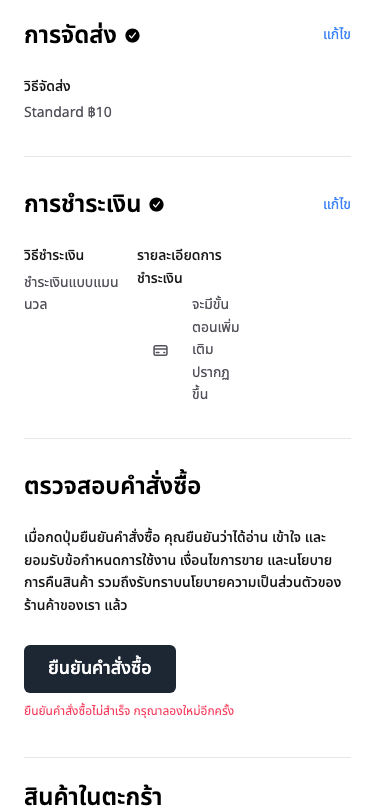 การจัดส่ง
แก้ไข
วิธีจัดส่ง
Standard ฿10
การชำระเงิน
แก้ไข
วิธีชำระเงิน
ชำระเงินแบบแมน
นวล
รายละเอียดการ
ชำระเงิน
จะมีขั้น
ตอนเพิ่ม
เติม
ปรากฏ
ขึ้น
ตรวจสอบคำสั่งซื้อ
เมื่อกดปุ่มยืนยันคำสั่งซื้อ คุณยืนยันว่าได้อ่าน เข้าใจ และ
ยอมรับข้อกำหนดการใช้งาน เงื่อนไขการขาย และนโยบาย
การคืนสินค้า รวมถึงรับทราบนโยบายความเป็นส่วนตัวของ
ร้านค้าของเรา แล้ว
ยืนยันคำสั่งซื้อ
ยืนยันคำสั่งซื้อไม่สำเร็จ กรุณาลองใหม่อีกครั้ง
สินค้าในตะกร้า